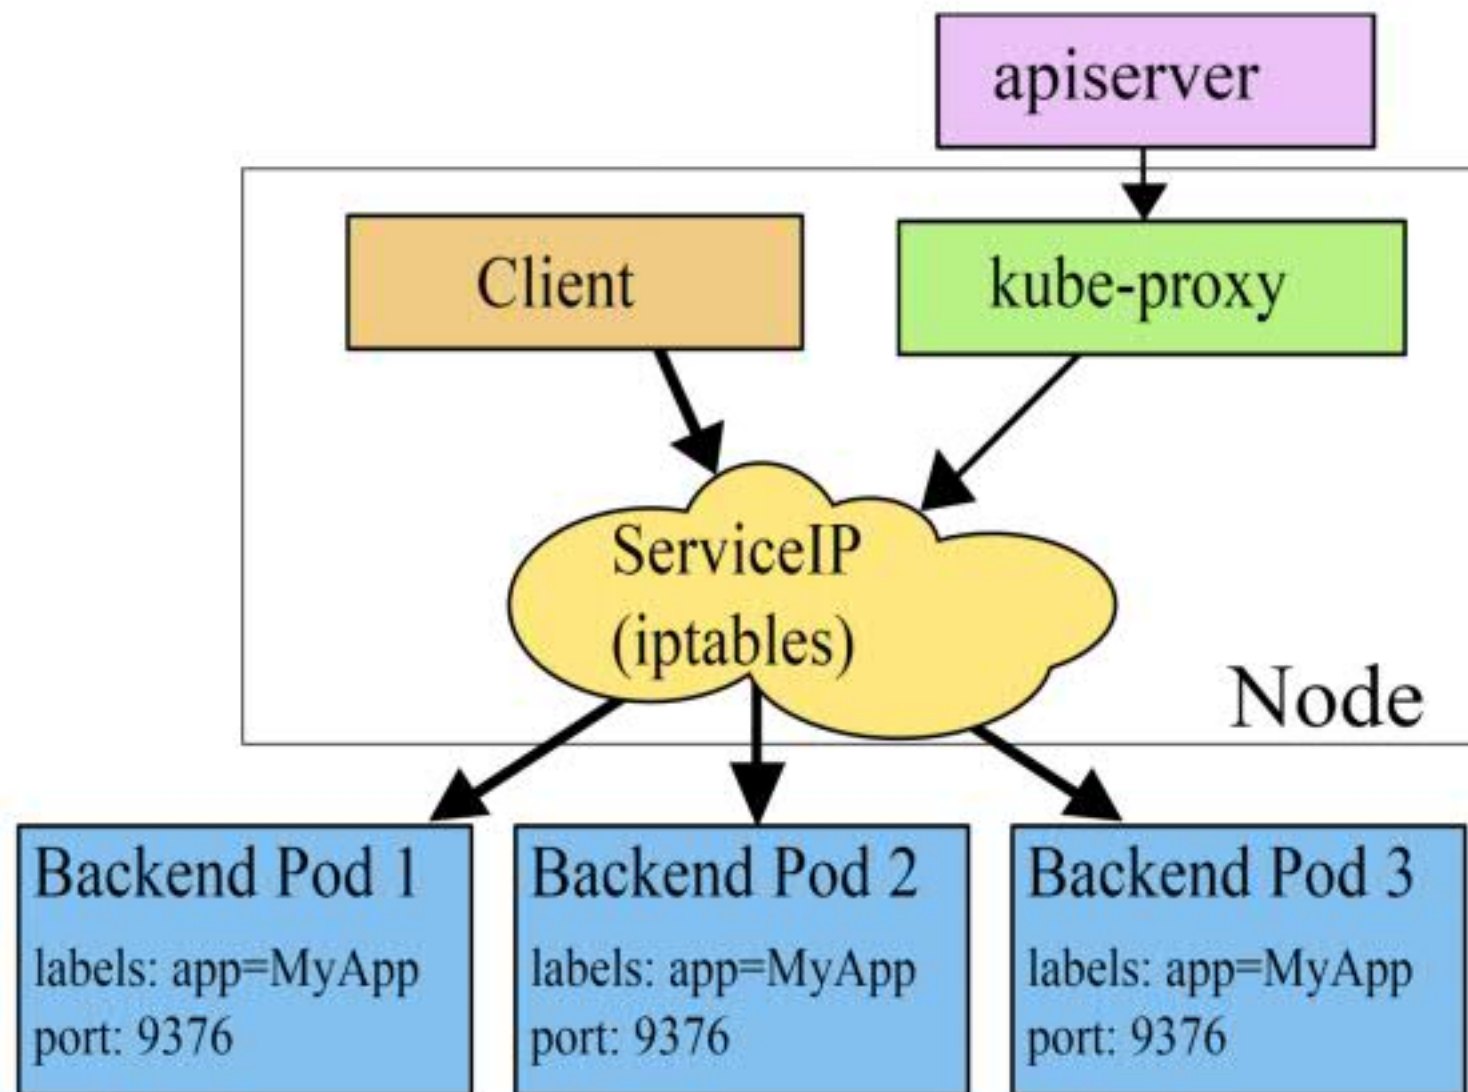 apiserver
Client
kube-proxy
ServiceIP
(iptables)
Node
Backend Pod 1
labels: app=MyApp
port: 9376
Backend Pod 2
labels: app=MyApp
port: 9376
Backend Pod 3
labels: app=MyApp
port: 9376